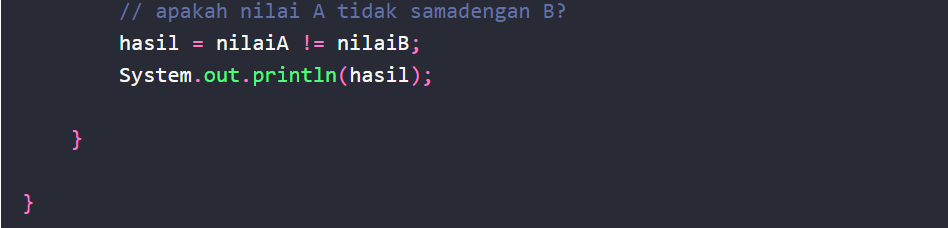 // apakah nilai A tidak samadengan B?
hasil = nilaiA != nilaiB;
System.out.println(hasil);
}
}